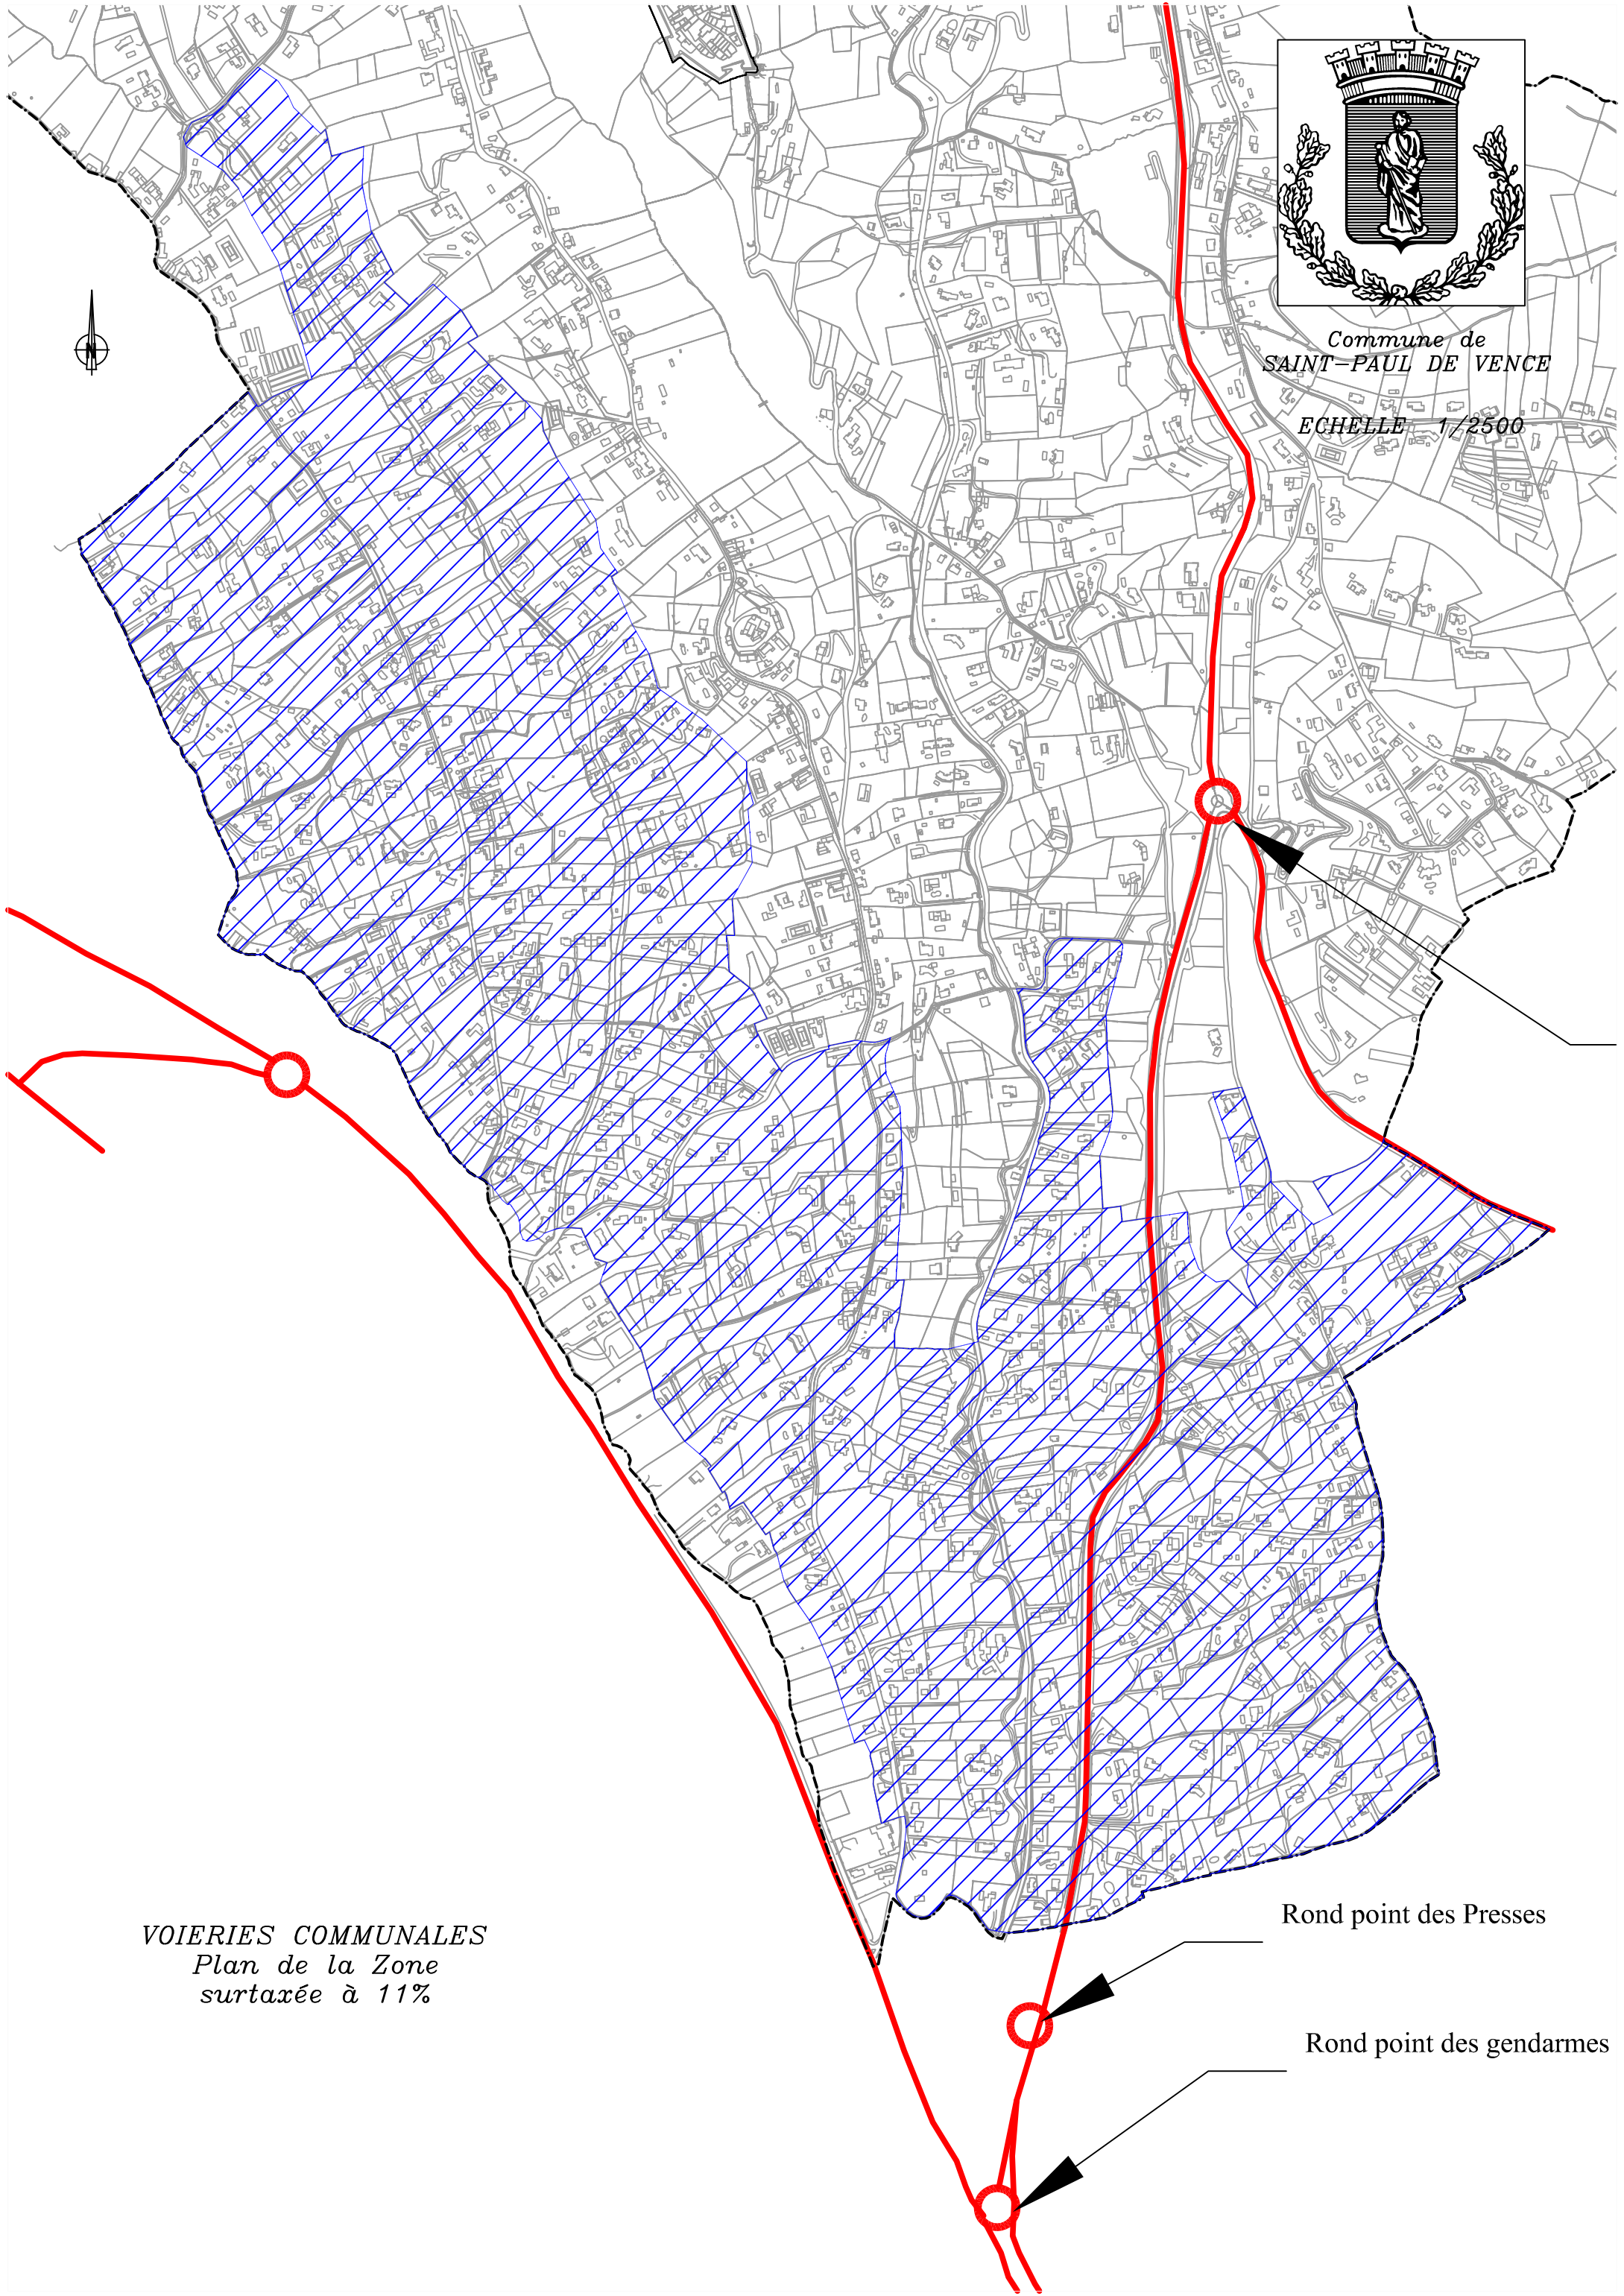 Commune de
SAINT-PAUL DE VENCE
ECHELLE 1/2500
N
VOIERIES COMMUNALES
Plan de la Zone
surtaxée à 11%
Rond point des Presses
Rond point des gendarmes